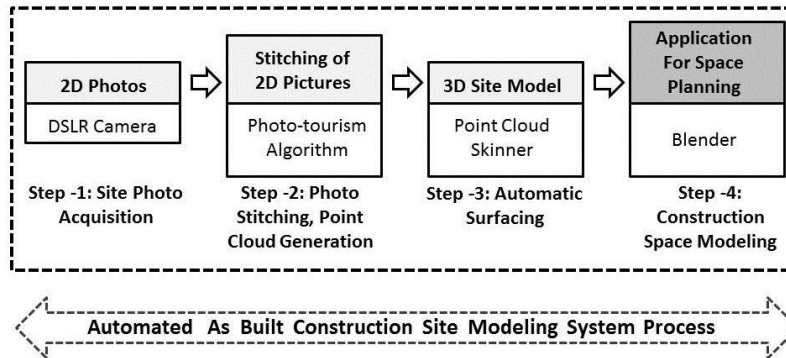 2D Photos
DSLR Camera
Step -1: Site Photo
Acquisition
Stitching of
2D Pictures
Photo-tourism
Algorithm
Step -2: Photo
Stitching, Point
Cloud Generation
3D Site Model
Point Cloud
Skinner
Step -3: Automatic
Surfacing
Application
For Space
Planning
Blender
Step -4:
Construction
Space Modeling
Automated As Built Construction Site Modeling System Process